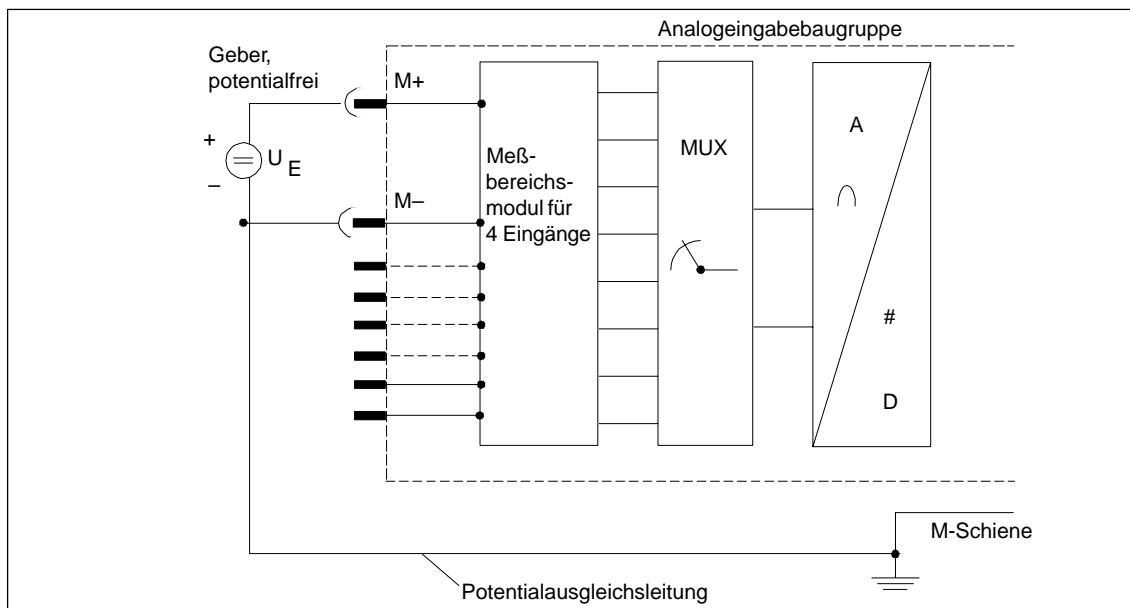 Analogeingabebaugruppe
Geber,
potentialfrei
M+
+
U E
–
M–
Meß-
bereichs-
modul für
4 Eingänge
MUX
A
#
D
M-Schiene
Potentialausgleichsleitung